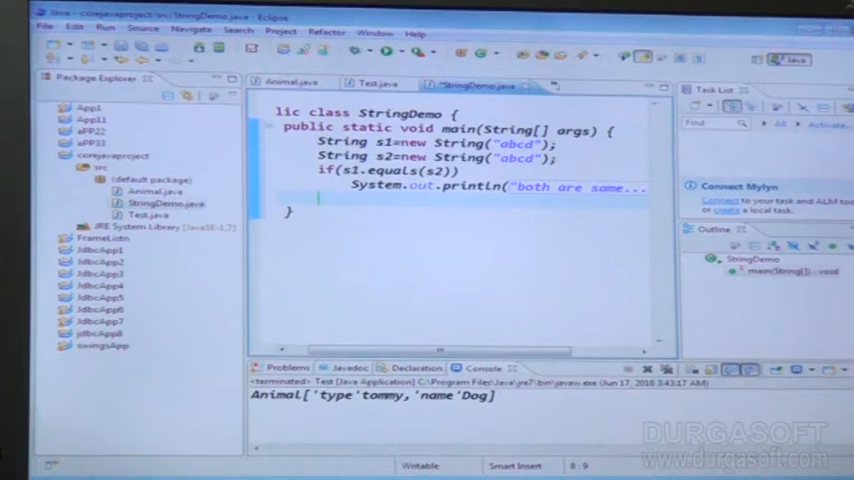 Java - corejavaproject/src/StringDemo.java - Eclipse
File Edit Run Source Navigate Search Project Refactor Window Help
Java
Package Explorer
Animal.java Test.java *StringDemo.java
Task List
App1
App11
aPP22
aPP33
corejavaproject
src
(default package)
Animal.java
StringDemo.java
Test.java
JRE System Library [JavaSE-1.7]
FrameListn
JdbcApp1
JdbcApp2
JdbcApp3
JdbcApp4
JdbcApp5
JdbcApp6
JdbcApp7
jdbcApp8
swingsApp
lic class StringDemo {
public static void main(String[] args) {
String s1=new String("abcd");
String s2=new String("abcd");
if(s1.equals(s2))
System.out.println("both are same...
}
Find All Activate...
Connect Mylyn
Connect to your task and ALM too
or create a local task.
Outline
StringDemo
main(String[]) : void
Problems Javadoc Declaration Console
<terminated> Test [Java Application] C:\Program Files\Java\jre7\bin\javaw.exe (Jun 17, 2016 3:43:17 AM)
Animal['type'tommy,'name'Dog]
Writable Smart Insert 8:9
DURGASOFT
www.durgasoft.com